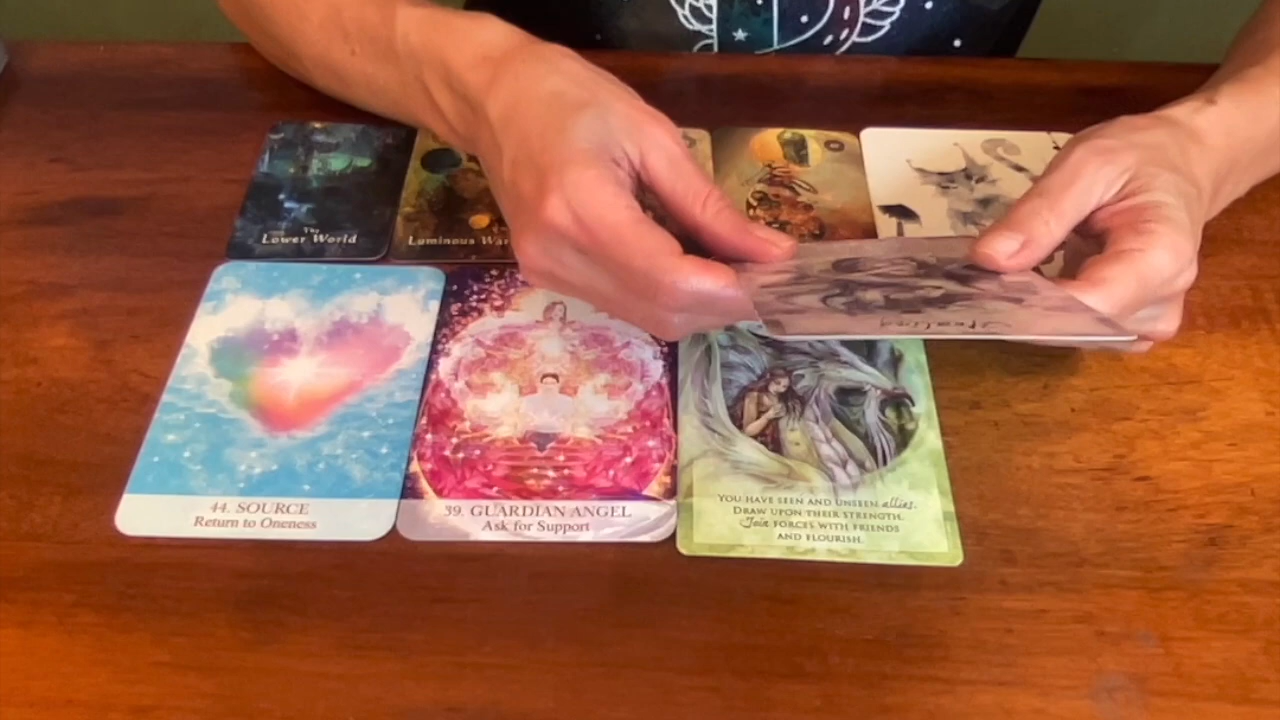 The
Lower World
Luminous
44. SOURCE
Return to Oneness
39. GUARDIAN ANGEL
Ask for Support
YOU HAVE SEEN AND UNSEEN allies.
DRAW UPON THEIR STRENGTH.
Join FORCES WITH FRIENDS
AND FLOURISH.